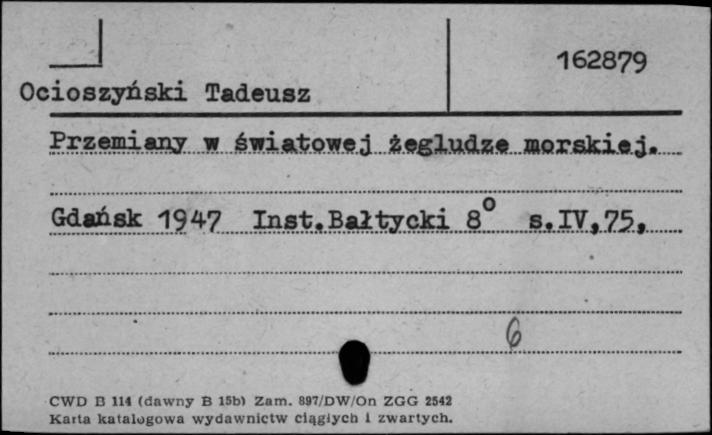 162879
Ocioszyński Tadeusz
Przemiany w światowej żegludze morskiej.
Gdańsk 1947 Inst.Bałtycki 8° s.IV,75,
6
CWD B 114 (dawny B 15b) Zam. 897/DW/On ZGG 2542
Karta katalogowa wydawnictw ciągłych i zwartych.